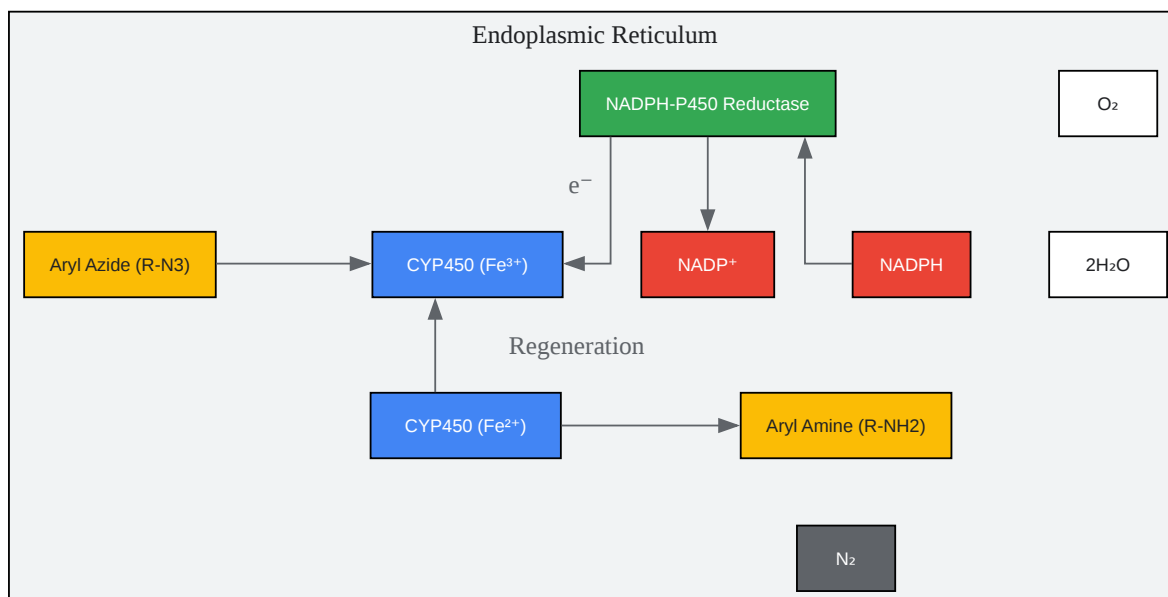 Endoplasmic Reticulum
NADPH-P450 Reductase
O₂
e⁻
Aryl Azide (R-N3)
CYP450 (Fe³⁺)
NADP⁺
NADPH
2H₂O
Regeneration
CYP450 (Fe²⁺)
Aryl Amine (R-NH2)
N₂